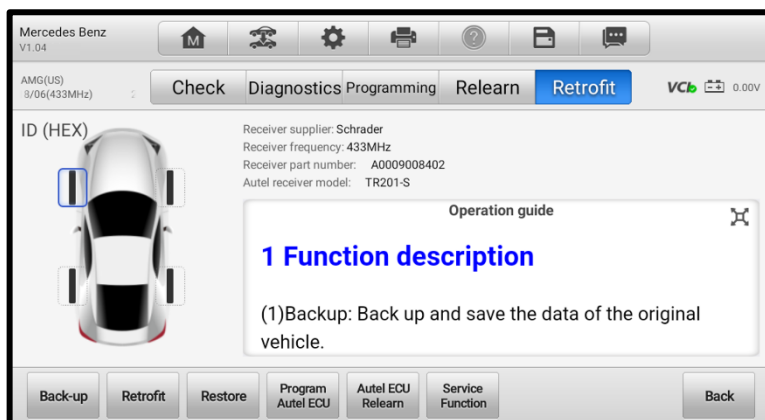 Mercedes Benz
V1.04
M
AMG(US)
8/06(433MHz) 2
Check Diagnostics Programming Relearn Retrofit
VCI 0.00V
ID (HEX)
Receiver supplier: Schrader
Receiver frequency: 433MHz
Receiver part number: A0009008402
Autel receiver model: TR201-S
Operation guide
1 Function description
(1)Backup: Back up and save the data of the original
vehicle.
Back-up Retrofit Restore Program Autel ECU Autel ECU Relearn Service Function Back